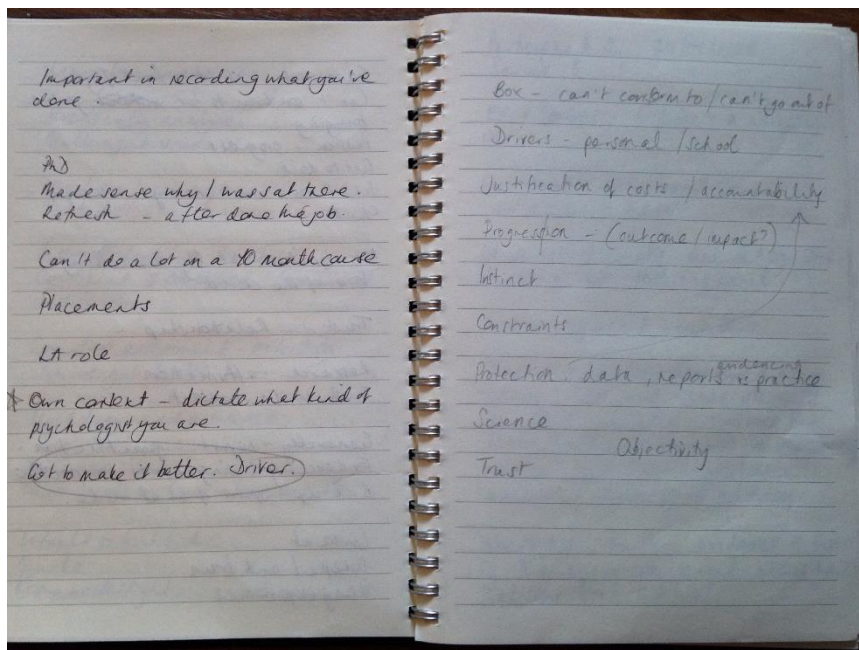 Important in recording what you've
done.
PhD
Made sense why I was sat there.
Refresh - after done the job.
Can't do a lot on a 10 month course
Placements
LA role
* Own context - dictate what kind of
psychologist you are.
Got to make it better. Driver.
Box - can't conform to / can't go out of
Drivers - personal / school
Justification of costs / accountability
Progression - (outcome / impact?)
Instinct
Constraints
evidencing
Protection, data, reports vs practice
Science
Objectivity
Trust